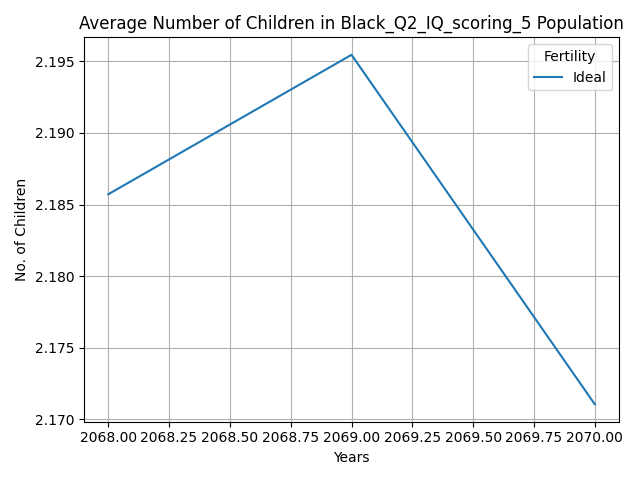 Average Number of Children in Black_Q2_IQ_scoring_5 Population
Fertility
Ideal
2.195
2.190
2.185
2.180
2.175
2.170
No. of Children
2068.00 2068.25 2068.50 2068.75 2069.00 2069.25 2069.50 2069.75 2070.00
Years